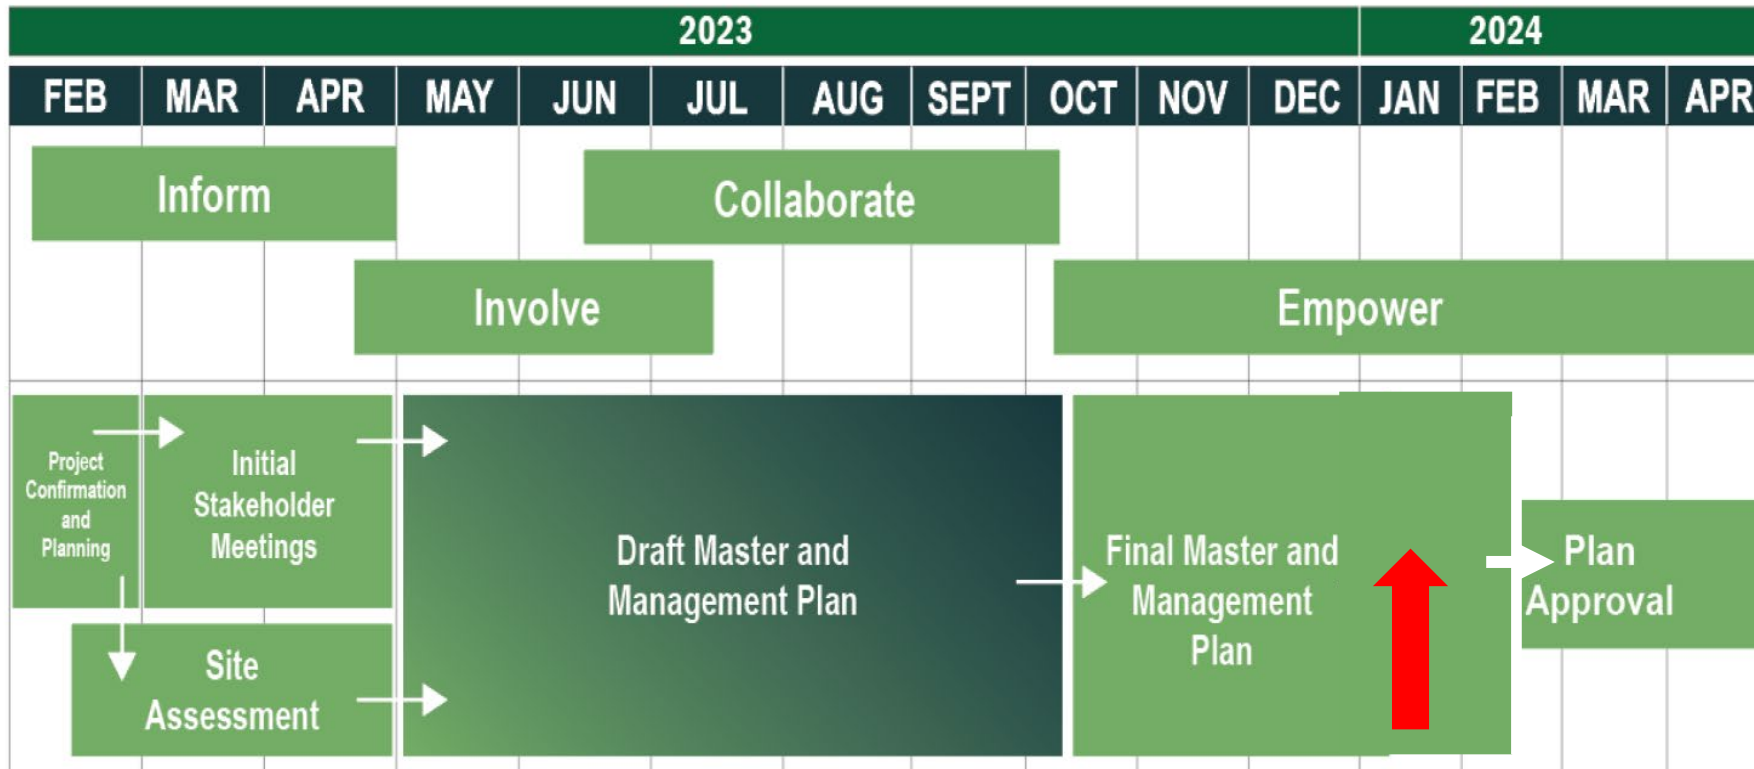 2023 2024
FEB MAR APR MAY JUN JUL AUG SEPT OCT NOV DEC JAN FEB MAR APR
Inform
Collaborate
Involve
Empower
Project
Confirmation
and
Planning
Initial
Stakeholder
Meetings
Site
Assessment
Draft Master and
Management Plan
Final Master and
Management
Plan
Plan
Approval